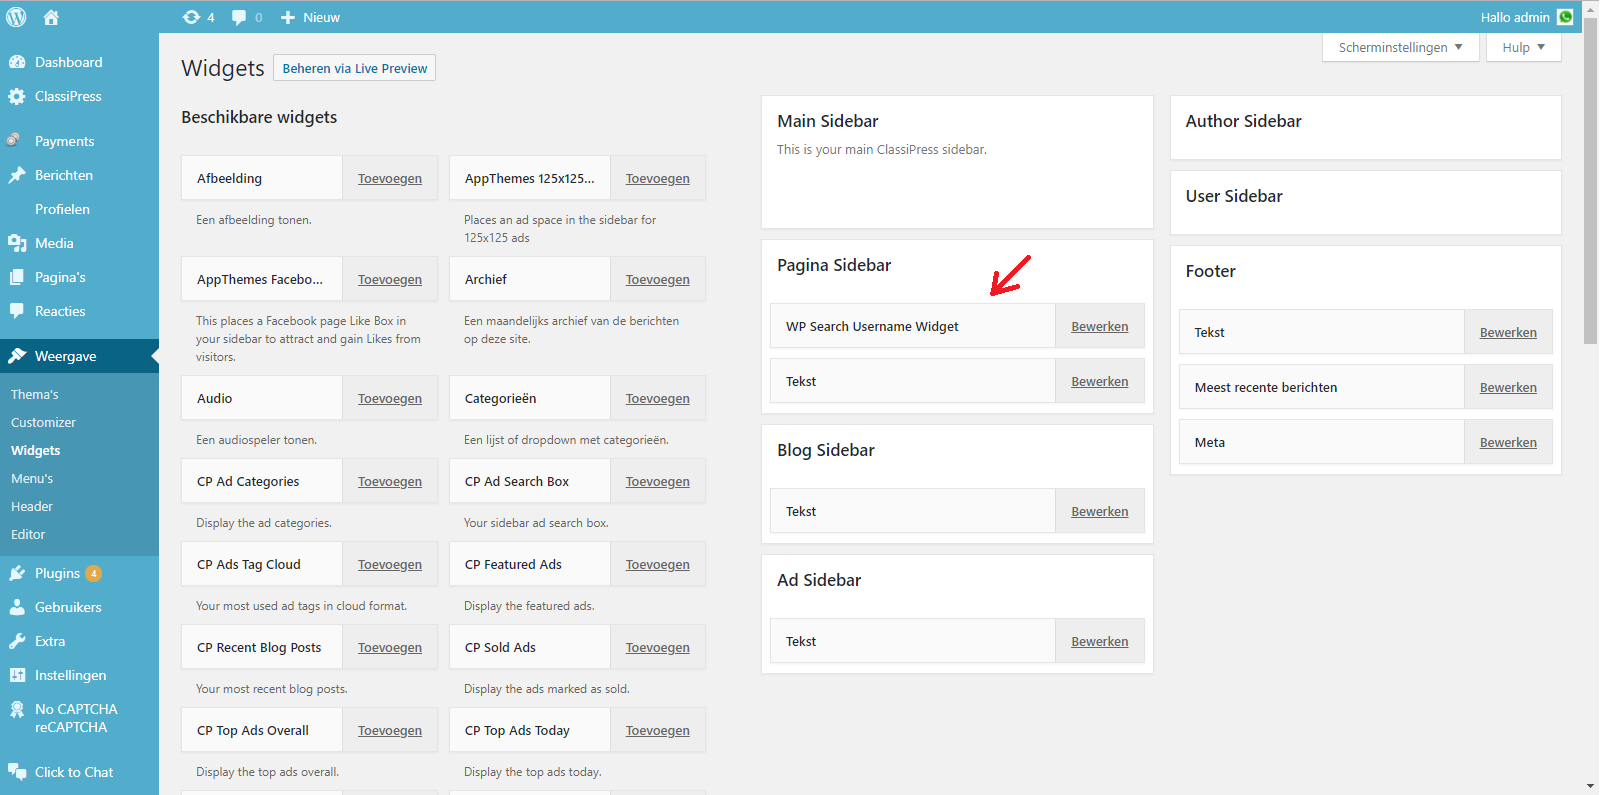 4
0
Nieuw
Hallo admin
Dashboard
ClassiPress
Payments
Berichten
Profielen
Media
Pagina's
Reacties
Weergave
Thema's
Customizer
Widgets
Menu's
Header
Editor
Plugins 4
Gebruikers
Extra
Instellingen
No CAPTCHA
reCAPTCHA
Click to Chat
Scherminstellingen
Hulp
Widgets
Beheren via Live Preview
Beschikbare widgets
Afbeelding Toevoegen
Een afbeelding tonen.
AppThemes 125x125... Toevoegen
Places an ad space in the sidebar for
125x125 ads
AppThemes Facebo... Toevoegen
This places a Facebook page Like Box in
your sidebar to attract and gain Likes from
visitors.
Archief Toevoegen
Een maandelijks archief van de berichten
op deze site.
Audio Toevoegen
Een audiospeler tonen.
Categorieën Toevoegen
Een lijst of dropdown met categorieën.
CP Ad Categories Toevoegen
Display the ad categories.
CP Ad Search Box Toevoegen
Your sidebar ad search box.
CP Ads Tag Cloud Toevoegen
Your most used ad tags in cloud format.
CP Featured Ads Toevoegen
Display the featured ads.
CP Recent Blog Posts Toevoegen
Your most recent blog posts.
CP Sold Ads Toevoegen
Display the ads marked as sold.
CP Top Ads Overall Toevoegen
Display the top ads overall.
CP Top Ads Today Toevoegen
Display the top ads today.
Main Sidebar
This is your main ClassiPress sidebar.
Pagina Sidebar
WP Search Username Widget Bewerken
Tekst Bewerken
Blog Sidebar
Tekst Bewerken
Ad Sidebar
Tekst Bewerken
Author Sidebar
User Sidebar
Footer
Tekst Bewerken
Meest recente berichten Bewerken
Meta Bewerken